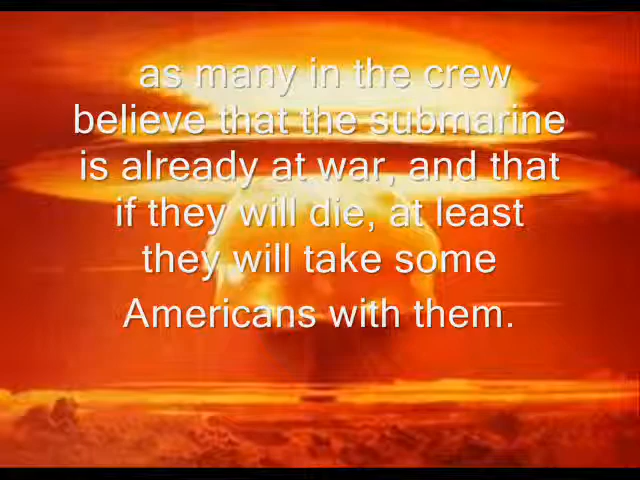 as many in the crew
believe that the submarine
is already at war, and that
if they will die, at least
they will take some
Americans with them.